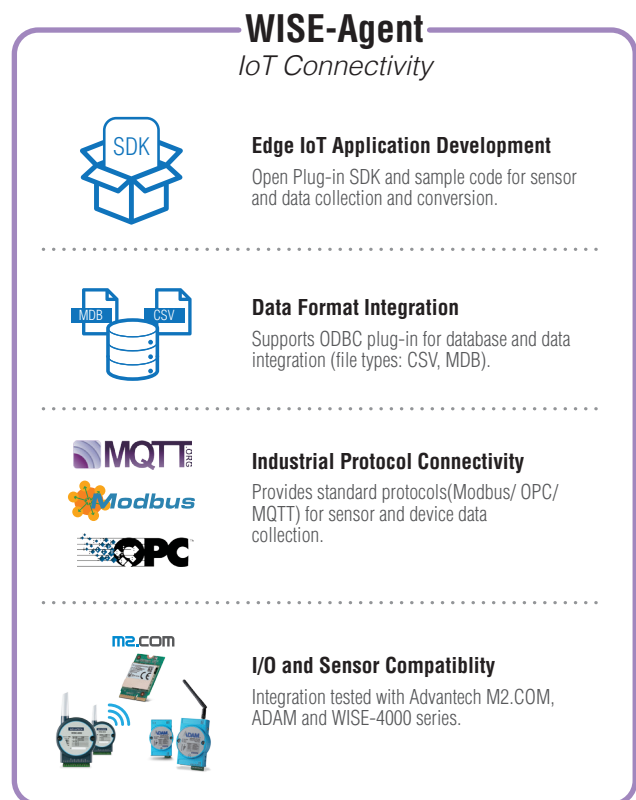 WISE-Agent
IoT Connectivity
SDK
Edge IoT Application Development
Open Plug-in SDK and sample code for sensor
and data collection and conversion.
MDB
CSV
Data Format Integration
Supports ODBC plug-in for database and data
integration (file types: CSV, MDB).
MQTT.ORG
Modbus
OPC
Industrial Protocol Connectivity
Provides standard protocols(Modbus/ OPC/
MQTT) for sensor and device data
collection.
m2.com
ADAM
ADAM
I/O and Sensor Compatiblity
Integration tested with Advantech M2.COM,
ADAM and WISE-4000 series.